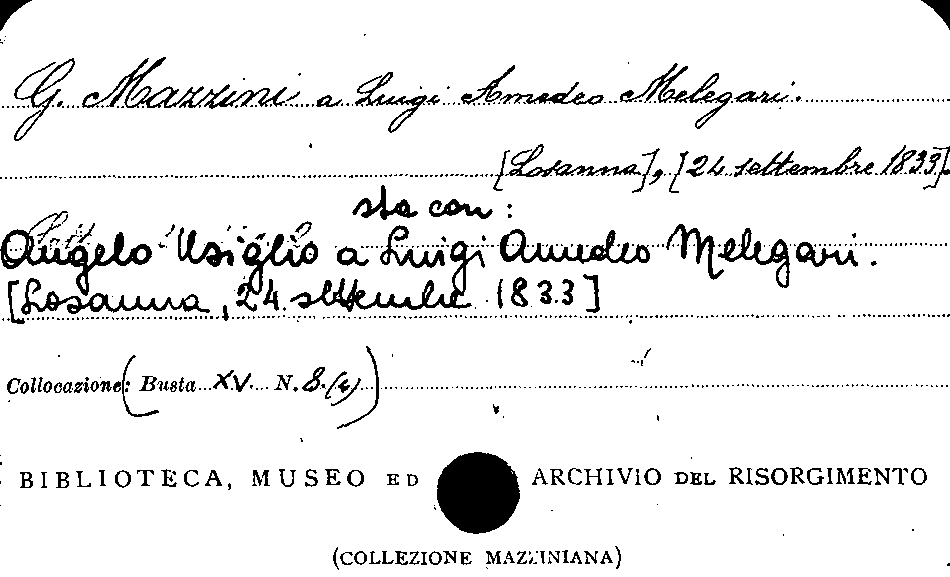 G. Mazzini a Luigi Amedeo Melegari.
[Losanna], [24 settembre 1833].
sta con:
Angelo Usiglio a Luigi Amedeo Melegari.
[Losanna, 24 settembre 1833]
Collocazione: (Busta XV. N. 8.(4))
BIBLIOTECA, MUSEO ED ARCHIVIO DEL RISORGIMENTO
(COLLEZIONE MAZZINIANA)